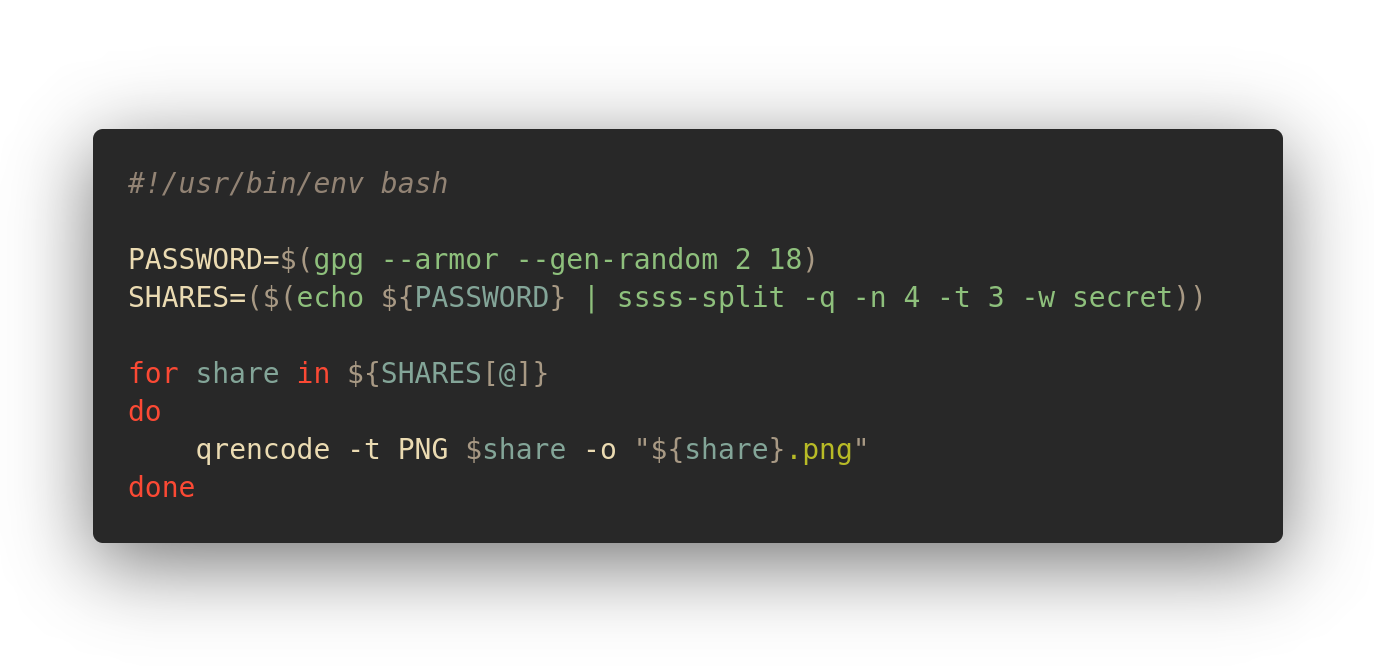 #!/usr/bin/env bash
PASSWORD=$(gpg --armor --gen-random 2 18)
SHARES=($(echo ${PASSWORD} | ssss-split -q -n 4 -t 3 -w secret))
for share in ${SHARES[@]}
do
    qrencode -t PNG $share -o "${share}.png"
done